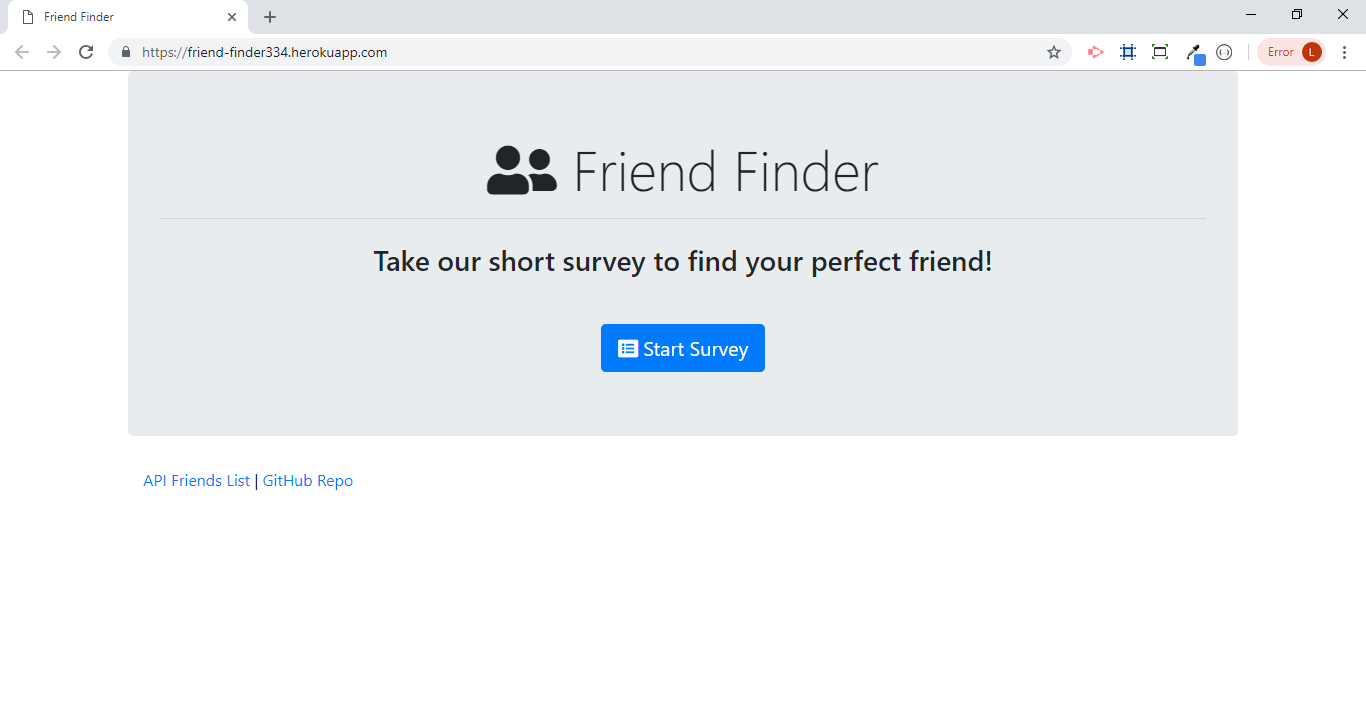 Friend Finder
https://friend-finder334.herokuapp.com
Error L
Friend Finder
Take our short survey to find your perfect friend!
Start Survey
API Friends List | GitHub Repo